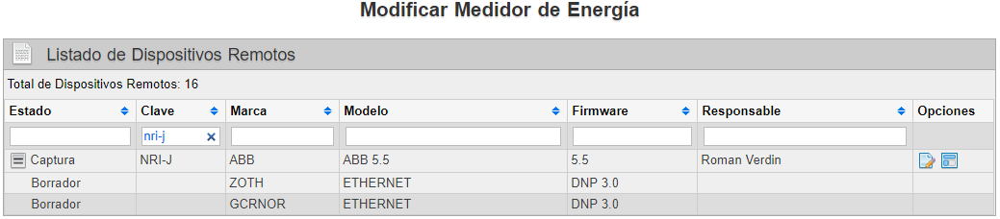 Modificar Medidor de Energía
Listado de Dispositivos Remotos
Total de Dispositivos Remotos: 16
Estado Clave Marca Modelo Firmware Responsable Opciones
nri-j
Captura NRI-J ABB ABB 5.5 5.5 Roman Verdin
Borrador ZOTH ETHERNET DNP 3.0
Borrador GCRNOR ETHERNET DNP 3.0